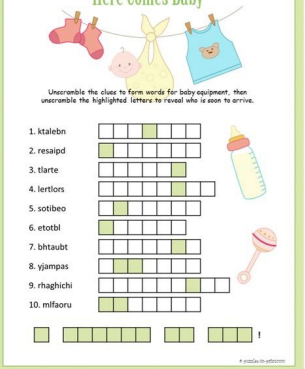 Here Comes Baby
Unscramble the clues to form words for baby equipment, then
unscramble the highlighted letters to reveal who is soon to arrive.
1. ktalebn
2. resaipd
3. tlarte
4. lertlors
5. sotibeo
6. etotbl
7. bhtaubt
8. yjampas
9. rhaghichi
10. mlfaoru
!